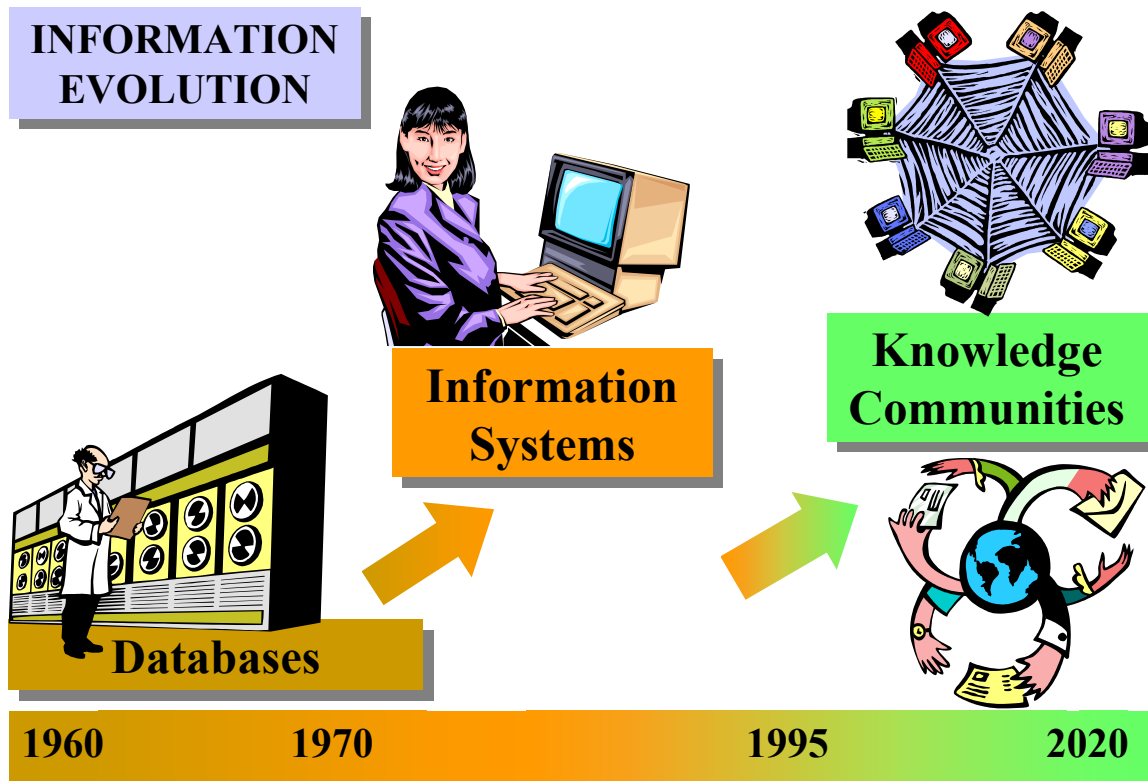 INFORMATION
EVOLUTION
Information
Systems
Knowledge
Communities
Databases
1960 1970 1995 2020